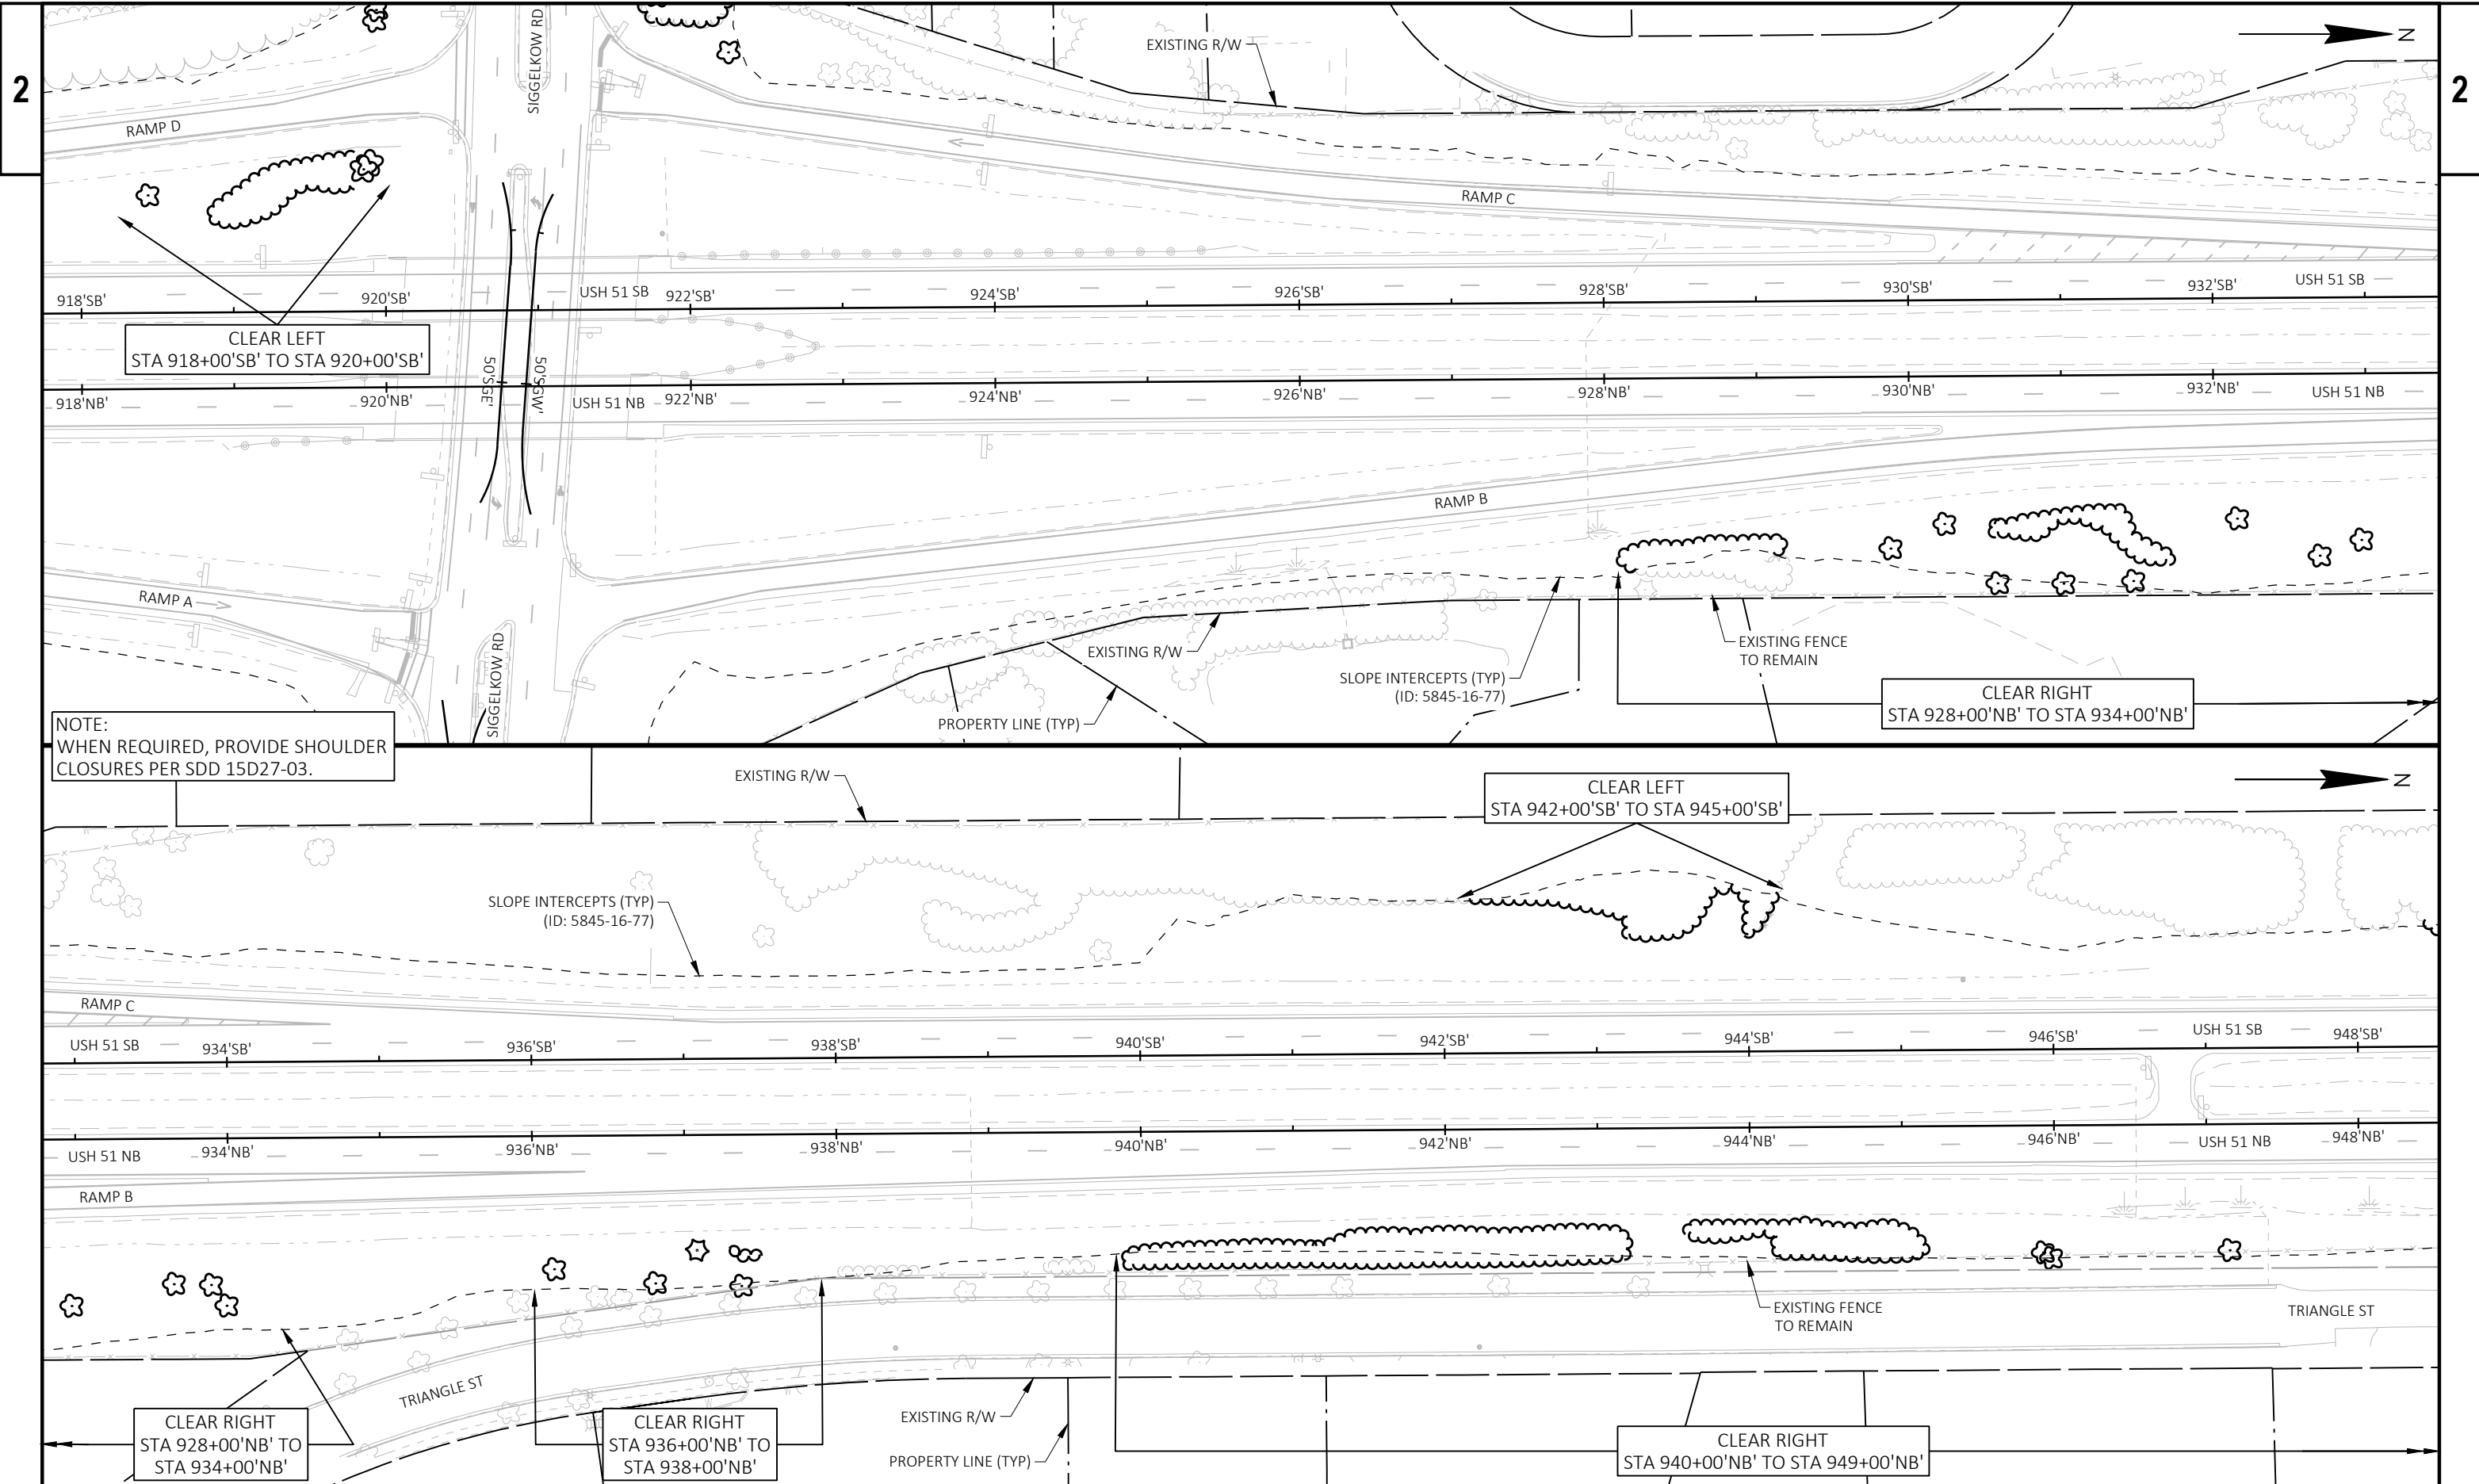 2
2
SIGGELKOW RD
EXISTING R/W
N
RAMP D
RAMP C
918'SB'
920'SB'
USH 51 SB
922'SB'
924'SB'
926'SB'
928'SB'
930'SB'
932'SB'
USH 51 SB
CLEAR LEFT
STA 918+00'SB' TO STA 920+00'SB'
50'SGE'
50'SGW'
918'NB'
920'NB'
USH 51 NB
922'NB'
924'NB'
926'NB'
928'NB'
930'NB'
932'NB'
USH 51 NB
RAMP B
RAMP A
SIGGELKOW RD
EXISTING R/W
EXISTING FENCE
TO REMAIN
SLOPE INTERCEPTS (TYP)
(ID: 5845-16-77)
PROPERTY LINE (TYP)
CLEAR RIGHT
STA 928+00'NB' TO STA 934+00'NB'
NOTE:
WHEN REQUIRED, PROVIDE SHOULDER
CLOSURES PER SDD 15D27-03.
EXISTING R/W
CLEAR LEFT
STA 942+00'SB' TO STA 945+00'SB'
N
SLOPE INTERCEPTS (TYP)
(ID: 5845-16-77)
RAMP C
USH 51 SB
934'SB'
936'SB'
938'SB'
940'SB'
942'SB'
944'SB'
946'SB'
USH 51 SB
948'SB'
USH 51 NB
934'NB'
936'NB'
938'NB'
940'NB'
942'NB'
944'NB'
946'NB'
USH 51 NB
948'NB'
RAMP B
EXISTING FENCE
TO REMAIN
TRIANGLE ST
TRIANGLE ST
CLEAR RIGHT
STA 928+00'NB' TO
STA 934+00'NB'
CLEAR RIGHT
STA 936+00'NB' TO
STA 938+00'NB'
EXISTING R/W
PROPERTY LINE (TYP)
CLEAR RIGHT
STA 940+00'NB' TO STA 949+00'NB'